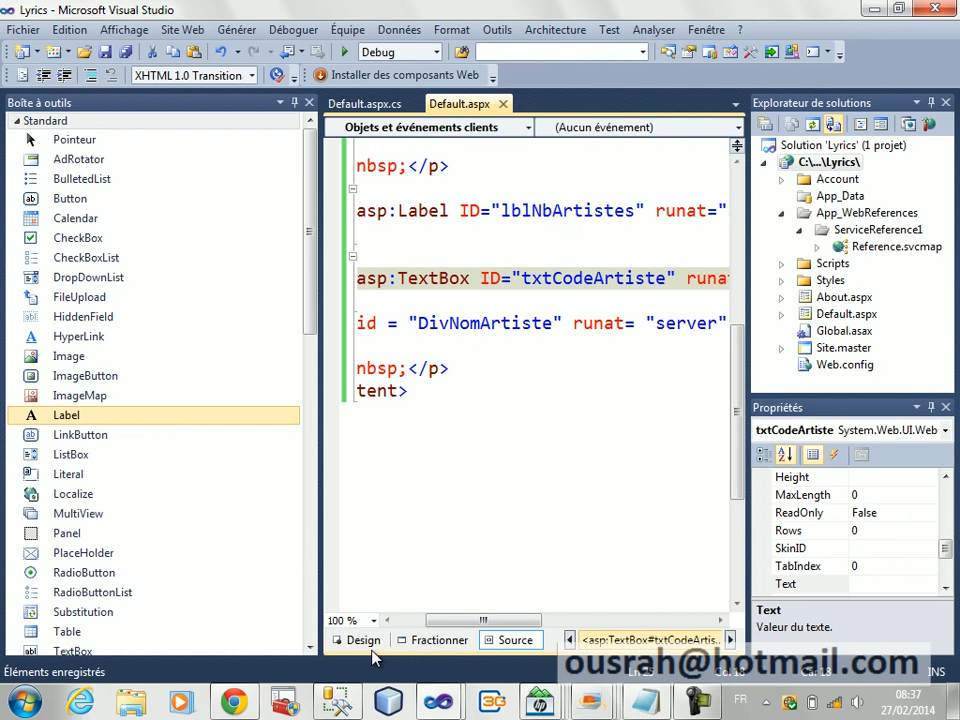 Lyrics - Microsoft Visual Studio
Fichier Edition Affichage Site Web Générer Déboguer Équipe Données Format Outils Architecture Test Analyser Fenêtre ?
Debug
XHTML 1.0 Transition Installer des composants Web
Boîte à outils
Standard
Pointeur
AdRotator
BulletedList
Button
Calendar
CheckBox
CheckBoxList
DropDownList
FileUpload
HiddenField
HyperLink
Image
ImageButton
ImageMap
Label
LinkButton
ListBox
Literal
Localize
MultiView
Panel
PlaceHolder
RadioButton
RadioButtonList
Substitution
Table
TextBox
Default.aspx.cs Default.aspx
Objets et événements clients (Aucun événement)
nbsp;</p>
asp:Label ID="lblNbArtistes" runat="
asp:TextBox ID="txtCodeArtiste" runa
id = "DivNomArtiste" runat= "server"
nbsp;</p>
tent>
100 %
Design Fractionner Source <asp:TextBox#txtCodeArtis..
Explorateur de solutions
Solution 'Lyrics' (1 projet)
C:\...\Lyrics\
Account
App_Data
App_WebReferences
ServiceReference1
Reference.svcmap
Scripts
Styles
About.aspx
Default.aspx
Global.asax
Site.master
Web.config
Propriétés
txtCodeArtiste System.Web.UI.Web
Height
MaxLength 0
ReadOnly False
Rows 0
SkinID
TabIndex 0
Text
Text
Valeur du texte.
Éléments enregistrés
INS
ousrah@hotmail.com
FR
08:37
27/02/2014